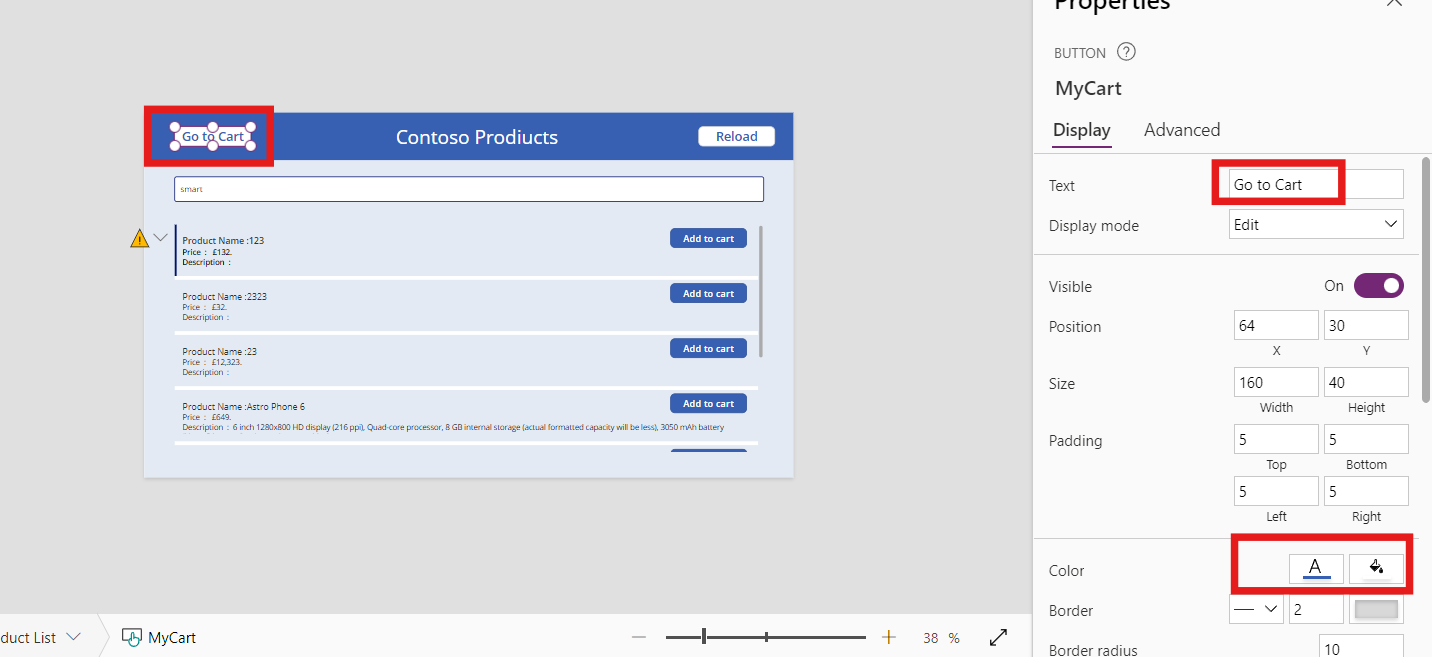 Properties
BUTTON ?
MyCart
Display Advanced
Go to Cart
Contoso Prodiucts
Reload
smart
Product Name :123
Price : £132.
Description :
Add to cart
Product Name :2323
Price : £32.
Description :
Add to cart
Product Name :23
Price : £12,323.
Description :
Add to cart
Product Name :Astro Phone 6
Price : £649.
Description : 6 inch 1280x800 HD display (216 ppi), Quad-core processor, 8 GB internal storage (actual formatted capacity will be less), 3050 mAh battery
Add to cart
Text Go to Cart
Display mode Edit
Visible On
Position 64 30
X Y
Size 160 40
Width Height
Padding 5 5
Top Bottom
5 5
Left Right
Color A
Border 2
Border radius 10
duct List MyCart
38 %